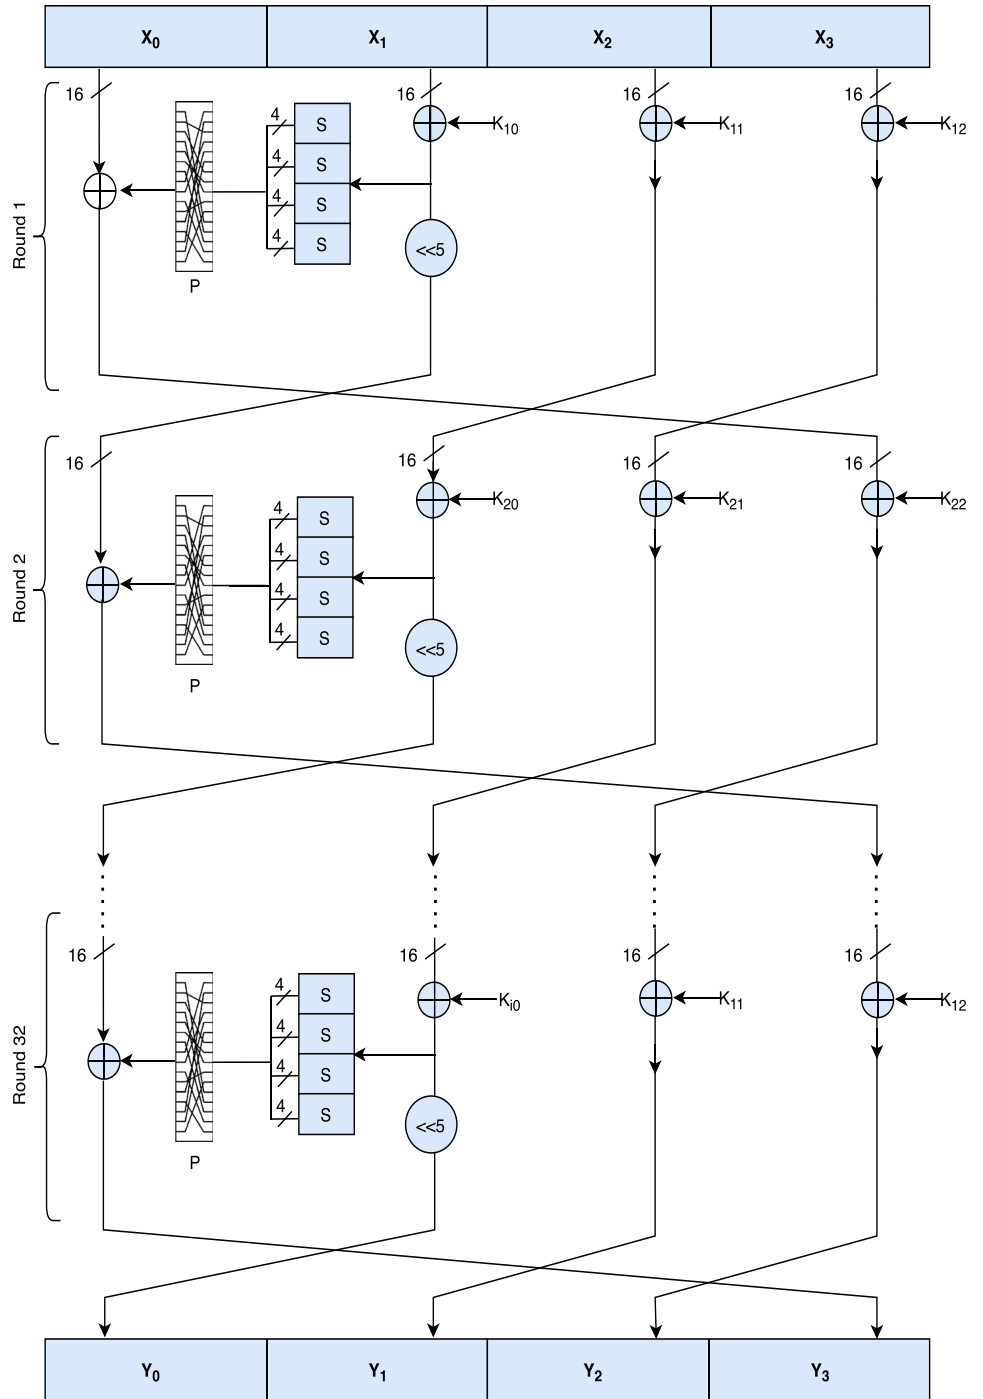 X0 X1 X2 X3
16 16 16 16
4 S K10 K11 K12
4 S
4 S
4 S <<5
P
Round 1
16 16 16 16
4 S K20 K21 K22
4 S
4 S
4 S <<5
P
Round 2
16 16 16 16
4 S Ki0 K11 K12
4 S
4 S
4 S <<5
P
Round 32
Y0 Y1 Y2 Y3